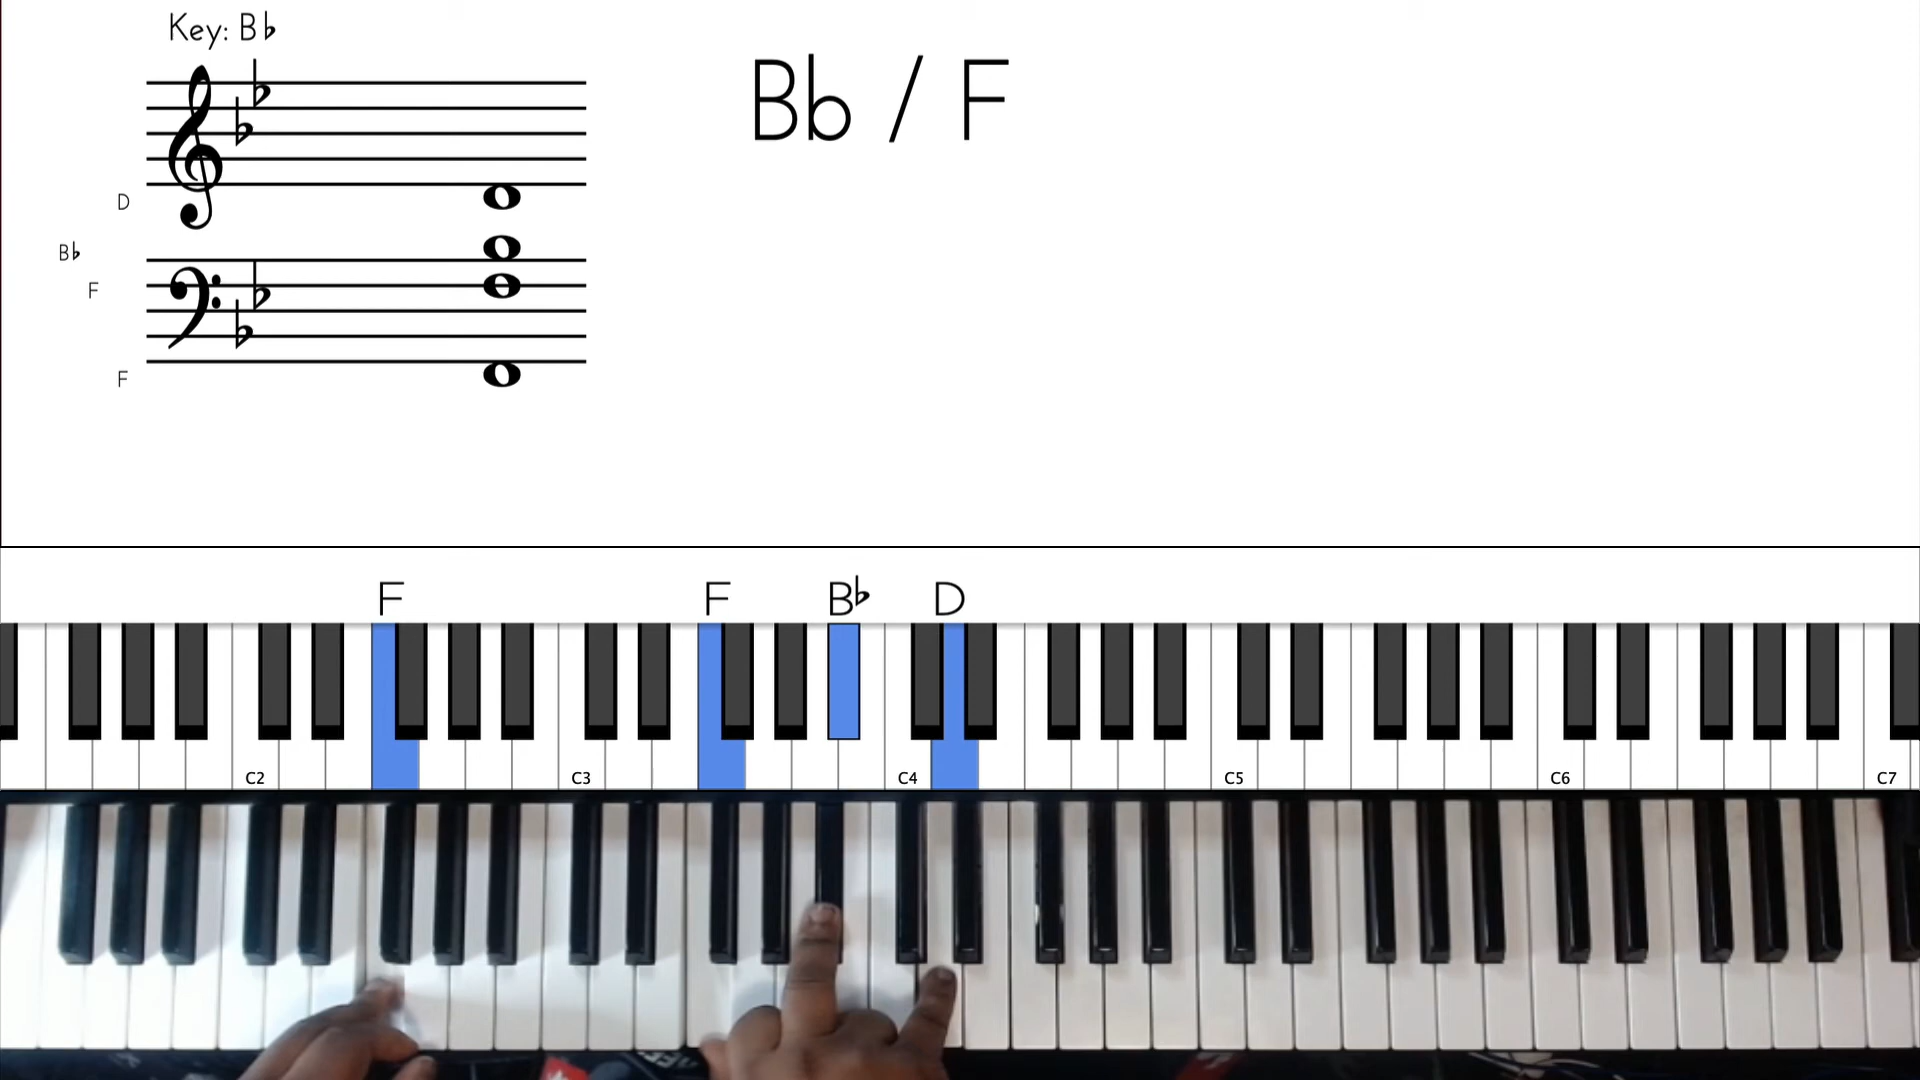 Key: B♭
Bb / F
D
B♭
F
F
F F B♭ D
C2 C3 C4 C5 C6 C7